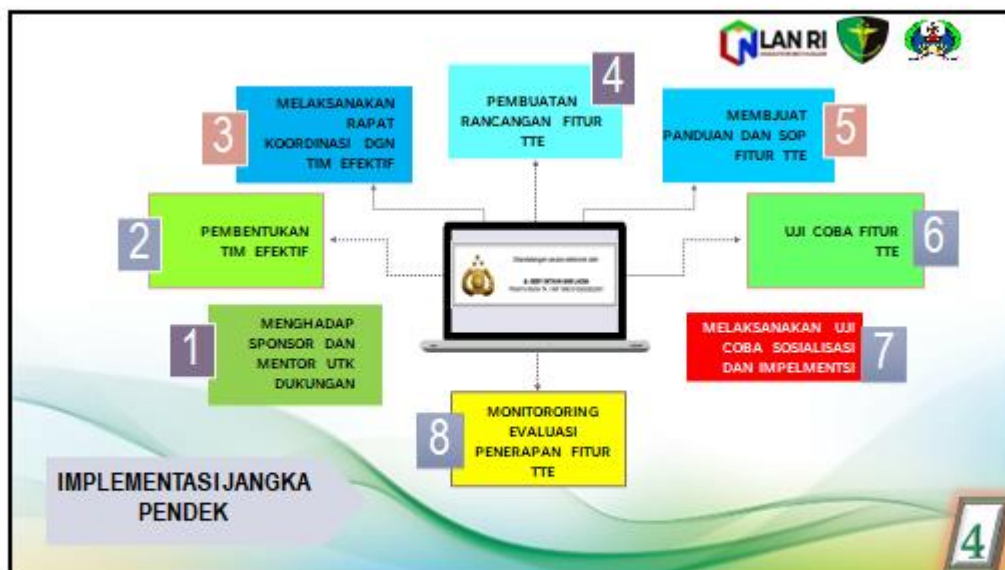 LAN RI
3
MELAKSANAKAN
RAPAT
KOORDINASI DGN
TIM EFEKTIF
4
PEMBUATAN
RANCANGAN FITUR
TTE
5
MEMBJUAT
PANDUAN DAN SOP
FITUR TTE
2
PEMBENTUKAN
TIM EFEKTIF
6
UJI COBA FITUR
TTE
1
MENGHADAP
SPONSOR DAN
MENTOR UTK
DUKUNGAN
7
MELAKSANAKAN UJI
COBA SOSIALISASI
DAN IMPELMENTSI
8
MONITORORING
EVALUASI
PENERAPAN FITUR
TTE
IMPLEMENTASI JANGKA
PENDEK
4